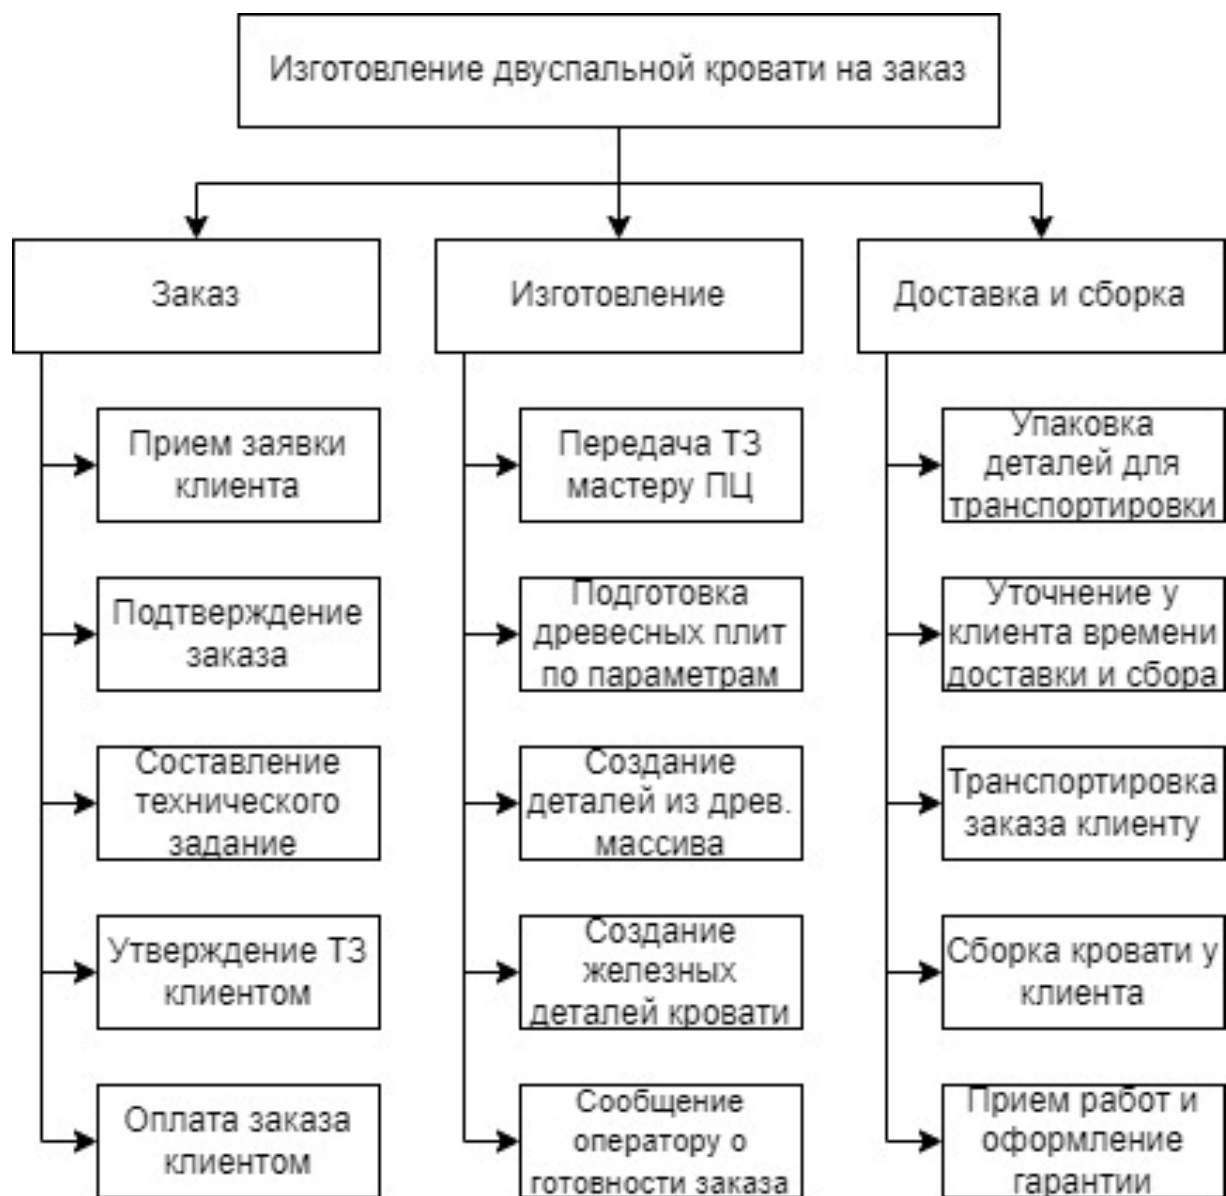 Изготовление двуспальной кровати на заказ
Заказ
Прием заявки
клиента
Подтверждение
заказа
Составление
технического
задание
Утверждение ТЗ
клиентом
Оплата заказа
клиентом
Изготовление
Передача ТЗ
мастеру ПЦ
Подготовка
древесных плит
по параметрам
Создание
деталей из древ.
массива
Создание
железных
деталей кровати
Сообщение
оператору о
готовности заказа
Доставка и сборка
Упаковка
деталей для
транспортировки
Уточнение у
клиента времени
доставки и сбора
Транспортировка
заказа клиенту
Сборка кровати у
клиента
Прием работ и
оформление
гарантии